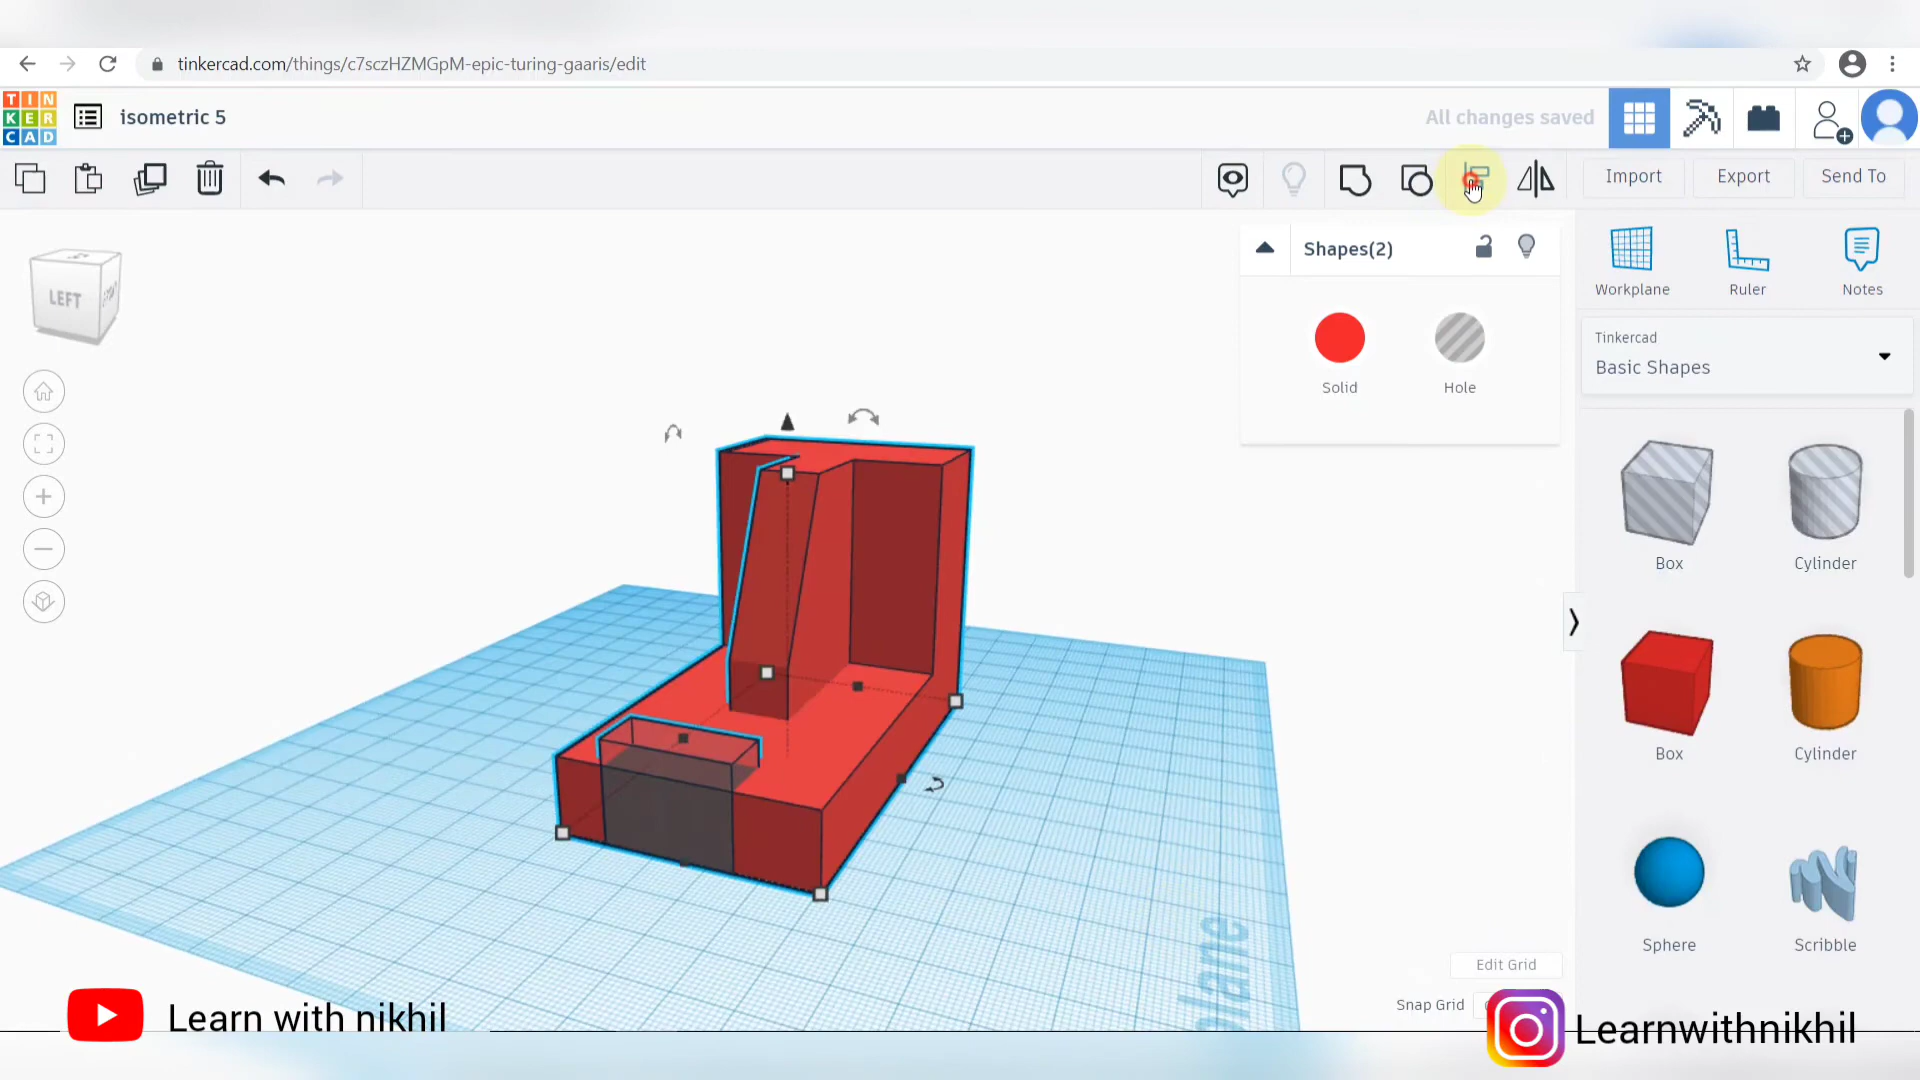 tinkercad.com/things/c7sczHZMGpM-epic-turing-gaaris/edit
TIN
KER
CAD
isometric 5
All changes saved
Import
Export
Send To
LEFT
Shapes(2)
Solid
Hole
Workplane
Ruler
Notes
Tinkercad
Basic Shapes
Box
Cylinder
Box
Cylinder
Sphere
Scribble
plane
Edit Grid
Snap Grid
Learn with nikhil
Learnwithnikhil